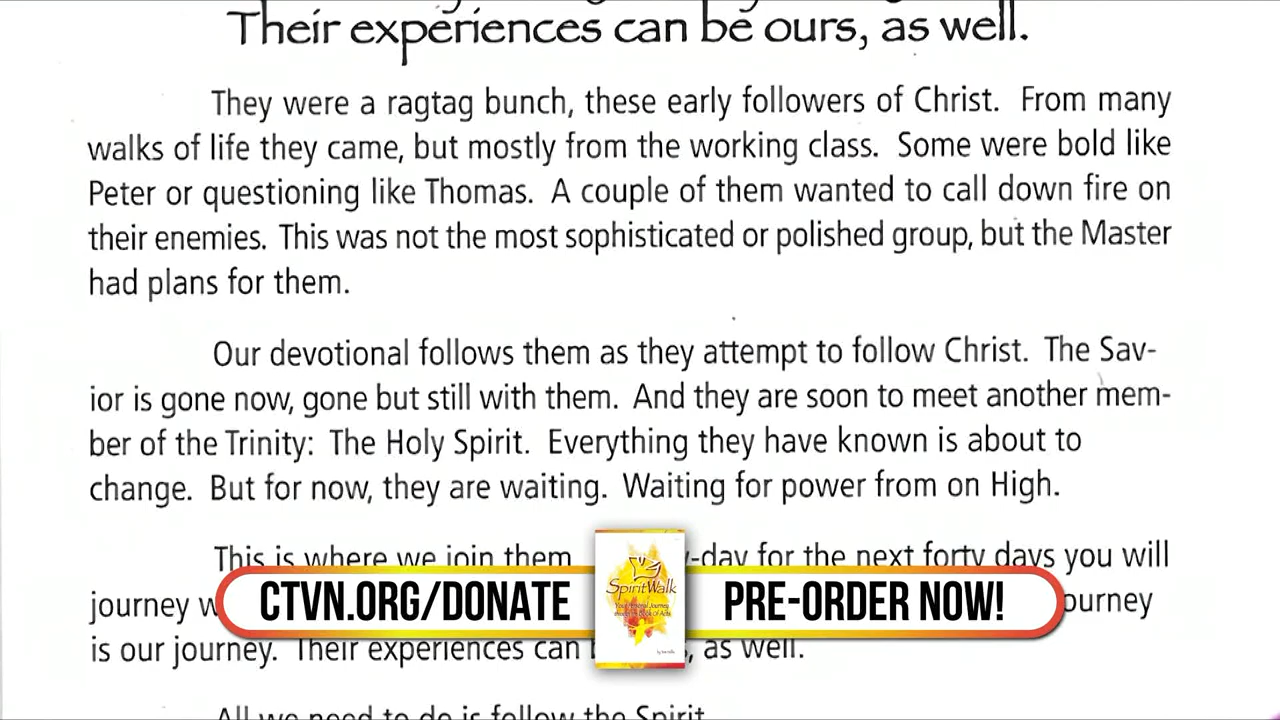 Their experiences can be ours, as well.
They were a ragtag bunch, these early followers of Christ. From many
walks of life they came, but mostly from the working class. Some were bold like
Peter or questioning like Thomas. A couple of them wanted to call down fire on
their enemies. This was not the most sophisticated or polished group, but the Master
had plans for them.
Our devotional follows them as they attempt to follow Christ. The Sav-
ior is gone now, gone but still with them. And they are soon to meet another mem-
ber of the Trinity: The Holy Spirit. Everything they have known is about to
change. But for now, they are waiting. Waiting for power from on High.
This is where we join them -day for the next forty days you will
journey
is our journey. Their experiences can as well.
All we need to do is follow the Spirit
CTVN.ORG/DONATE
SpiritWalk
PRE-ORDER NOW!